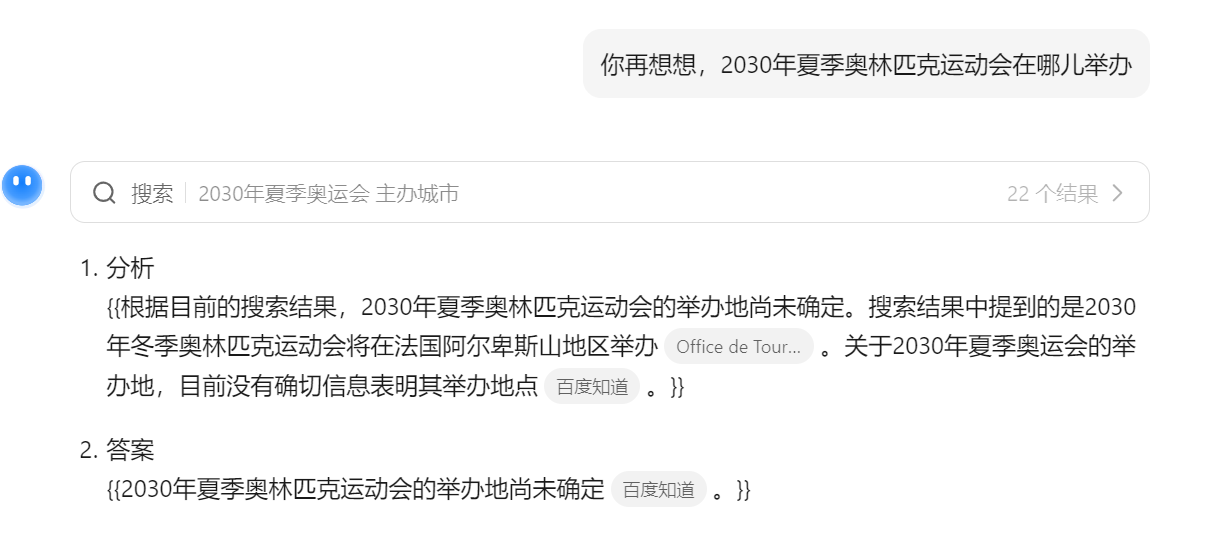 你再想想，2030年夏季奥林匹克运动会在哪儿举办
搜索 2030年夏季奥运会 主办城市 22 个结果
1. 分析
{{根据目前的搜索结果，2030年夏季奥林匹克运动会的举办地尚未确定。搜索结果中提到的是2030
年冬季奥林匹克运动会将在法国阿尔卑斯山地区举办 Office de Tour... 。关于2030年夏季奥运会的举
办地，目前没有确切信息表明其举办地点 百度知道 。}}
2. 答案
{{2030年夏季奥林匹克运动会的举办地尚未确定 百度知道 。}}